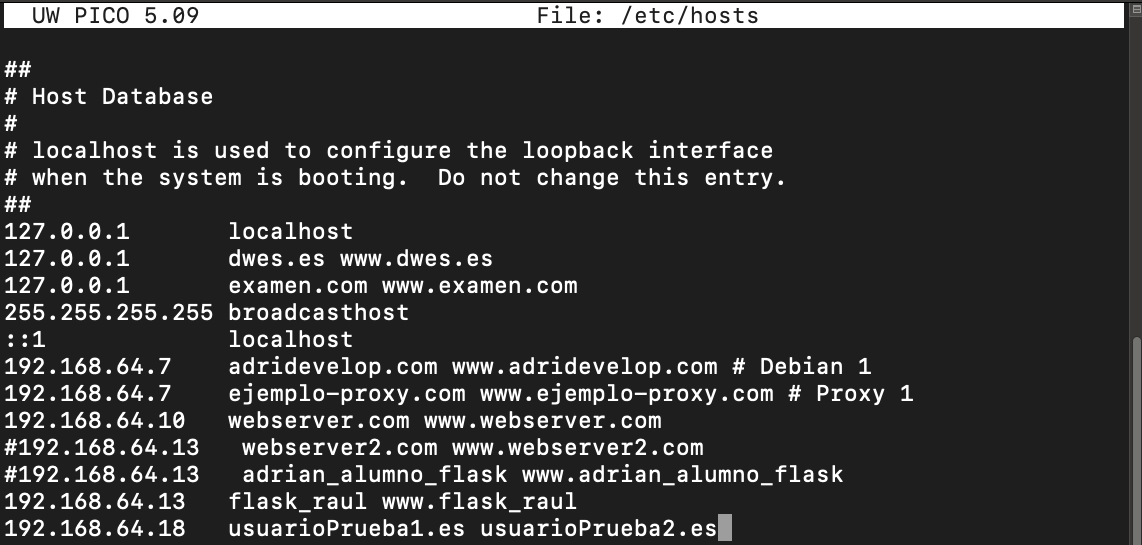 UW PICO 5.09 File: /etc/hosts
##
# Host Database
#
# localhost is used to configure the loopback interface
# when the system is booting.  Do not change this entry.
##
127.0.0.1       localhost
127.0.0.1       dwes.es www.dwes.es
127.0.0.1       examen.com www.examen.com
255.255.255.255 broadcasthost
::1             localhost
192.168.64.7    adridevelop.com www.adridevelop.com # Debian 1
192.168.64.7    ejemplo-proxy.com www.ejemplo-proxy.com # Proxy 1
192.168.64.10   webserver.com www.webserver.com
#192.168.64.13   webserver2.com www.webserver2.com
#192.168.64.13   adrian_alumno_flask www.adrian_alumno_flask
192.168.64.13   flask_raul www.flask_raul
192.168.64.18   usuarioPrueba1.es usuarioPrueba2.es